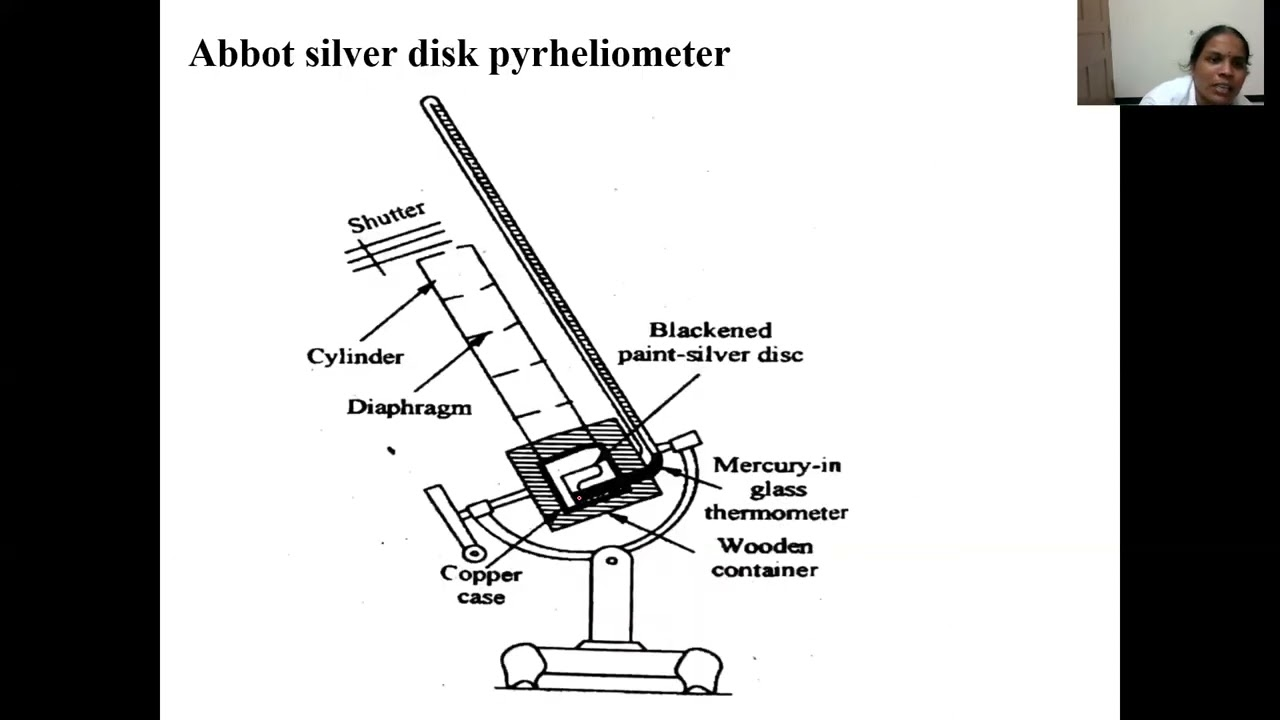 Abbot silver disk pyrheliometer
Shutter
Cylinder
Diaphragm
Blackened
paint-silver disc
Mercury-in
glass
thermometer
Wooden
container
Copper
case